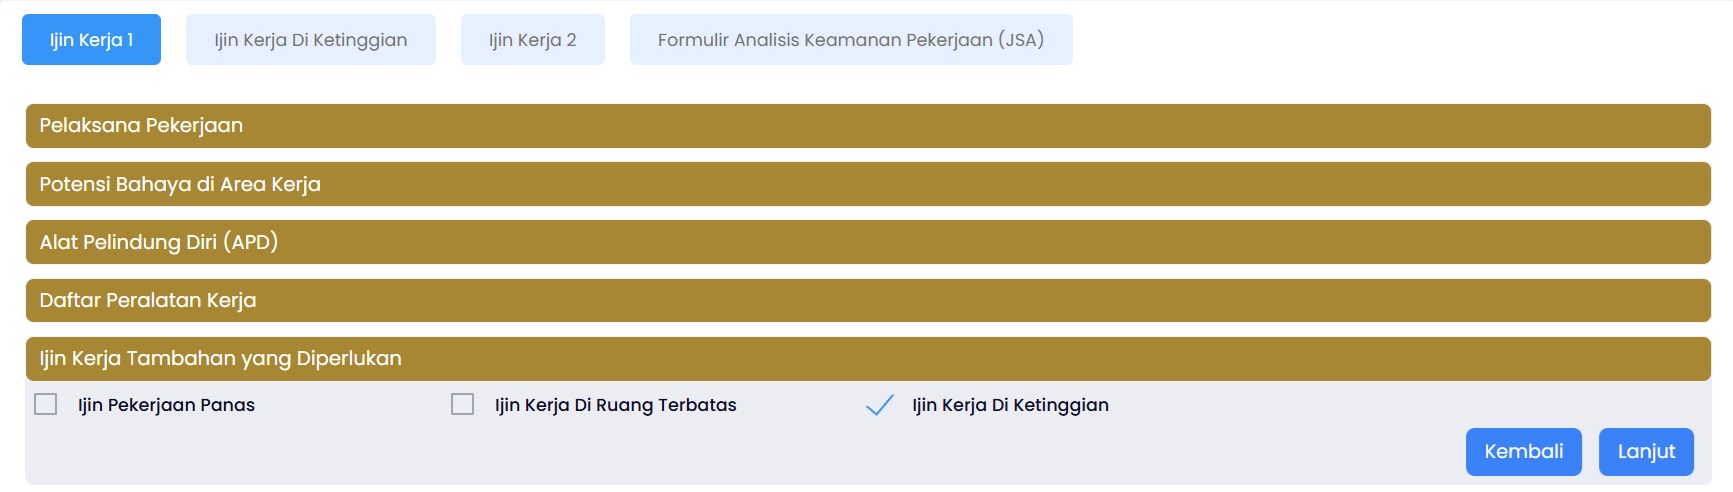 Ijin Kerja 1
Ijin Kerja Di Ketinggian
Ijin Kerja 2
Formulir Analisis Keamanan Pekerjaan (JSA)
Pelaksana Pekerjaan
Potensi Bahaya di Area Kerja
Alat Pelindung Diri (APD)
Daftar Peralatan Kerja
Ijin Kerja Tambahan yang Diperlukan
Ijin Pekerjaan Panas
Ijin Kerja Di Ruang Terbatas
Ijin Kerja Di Ketinggian
Kembali
Lanjut